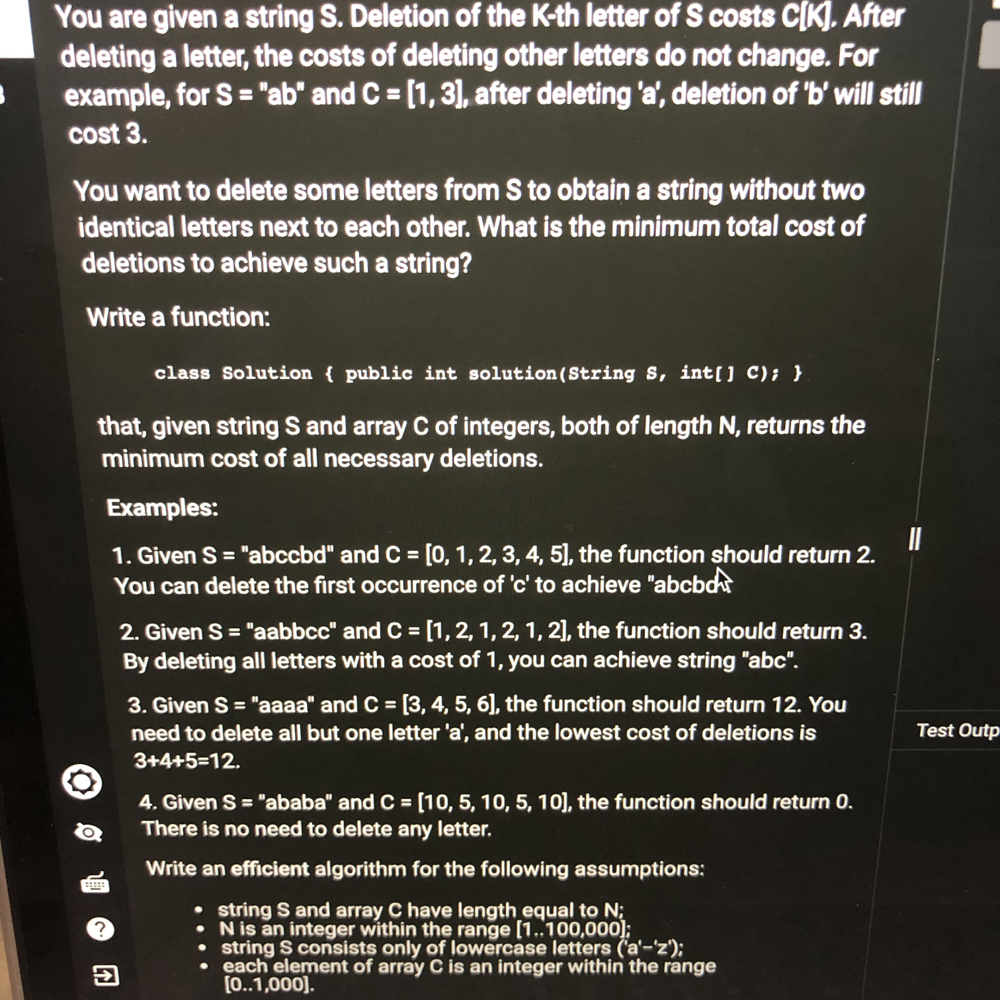 You are given a string S. Deletion of the K-th letter of S costs C[K]. After
deleting a letter, the costs of deleting other letters do not change. For
example, for S = "ab" and C = [1, 3], after deleting 'a', deletion of 'b' will still
cost 3.
You want to delete some letters from S to obtain a string without two
identical letters next to each other. What is the minimum total cost of
deletions to achieve such a string?
Write a function:
class Solution { public int solution(String S, int[] C); }
that, given string S and array C of integers, both of length N, returns the
minimum cost of all necessary deletions.
Examples:
1. Given S = "abccbd" and C = [0, 1, 2, 3, 4, 5], the function should return 2.
You can delete the first occurrence of 'c' to achieve "abcbd".
2. Given S = "aabbcc" and C = [1, 2, 1, 2, 1, 2], the function should return 3.
By deleting all letters with a cost of 1, you can achieve string "abc".
3. Given S = "aaaa" and C = [3, 4, 5, 6], the function should return 12. You
need to delete all but one letter 'a', and the lowest cost of deletions is
3+4+5=12.
4. Given S = "ababa" and C = [10, 5, 10, 5, 10], the function should return 0.
There is no need to delete any letter.
Write an efficient algorithm for the following assumptions:
• string S and array C have length equal to N;
• N is an integer within the range [1..100,000];
• string S consists only of lowercase letters ('a'-'z');
• each element of array C is an integer within the range
[0..1,000].
Test Outp